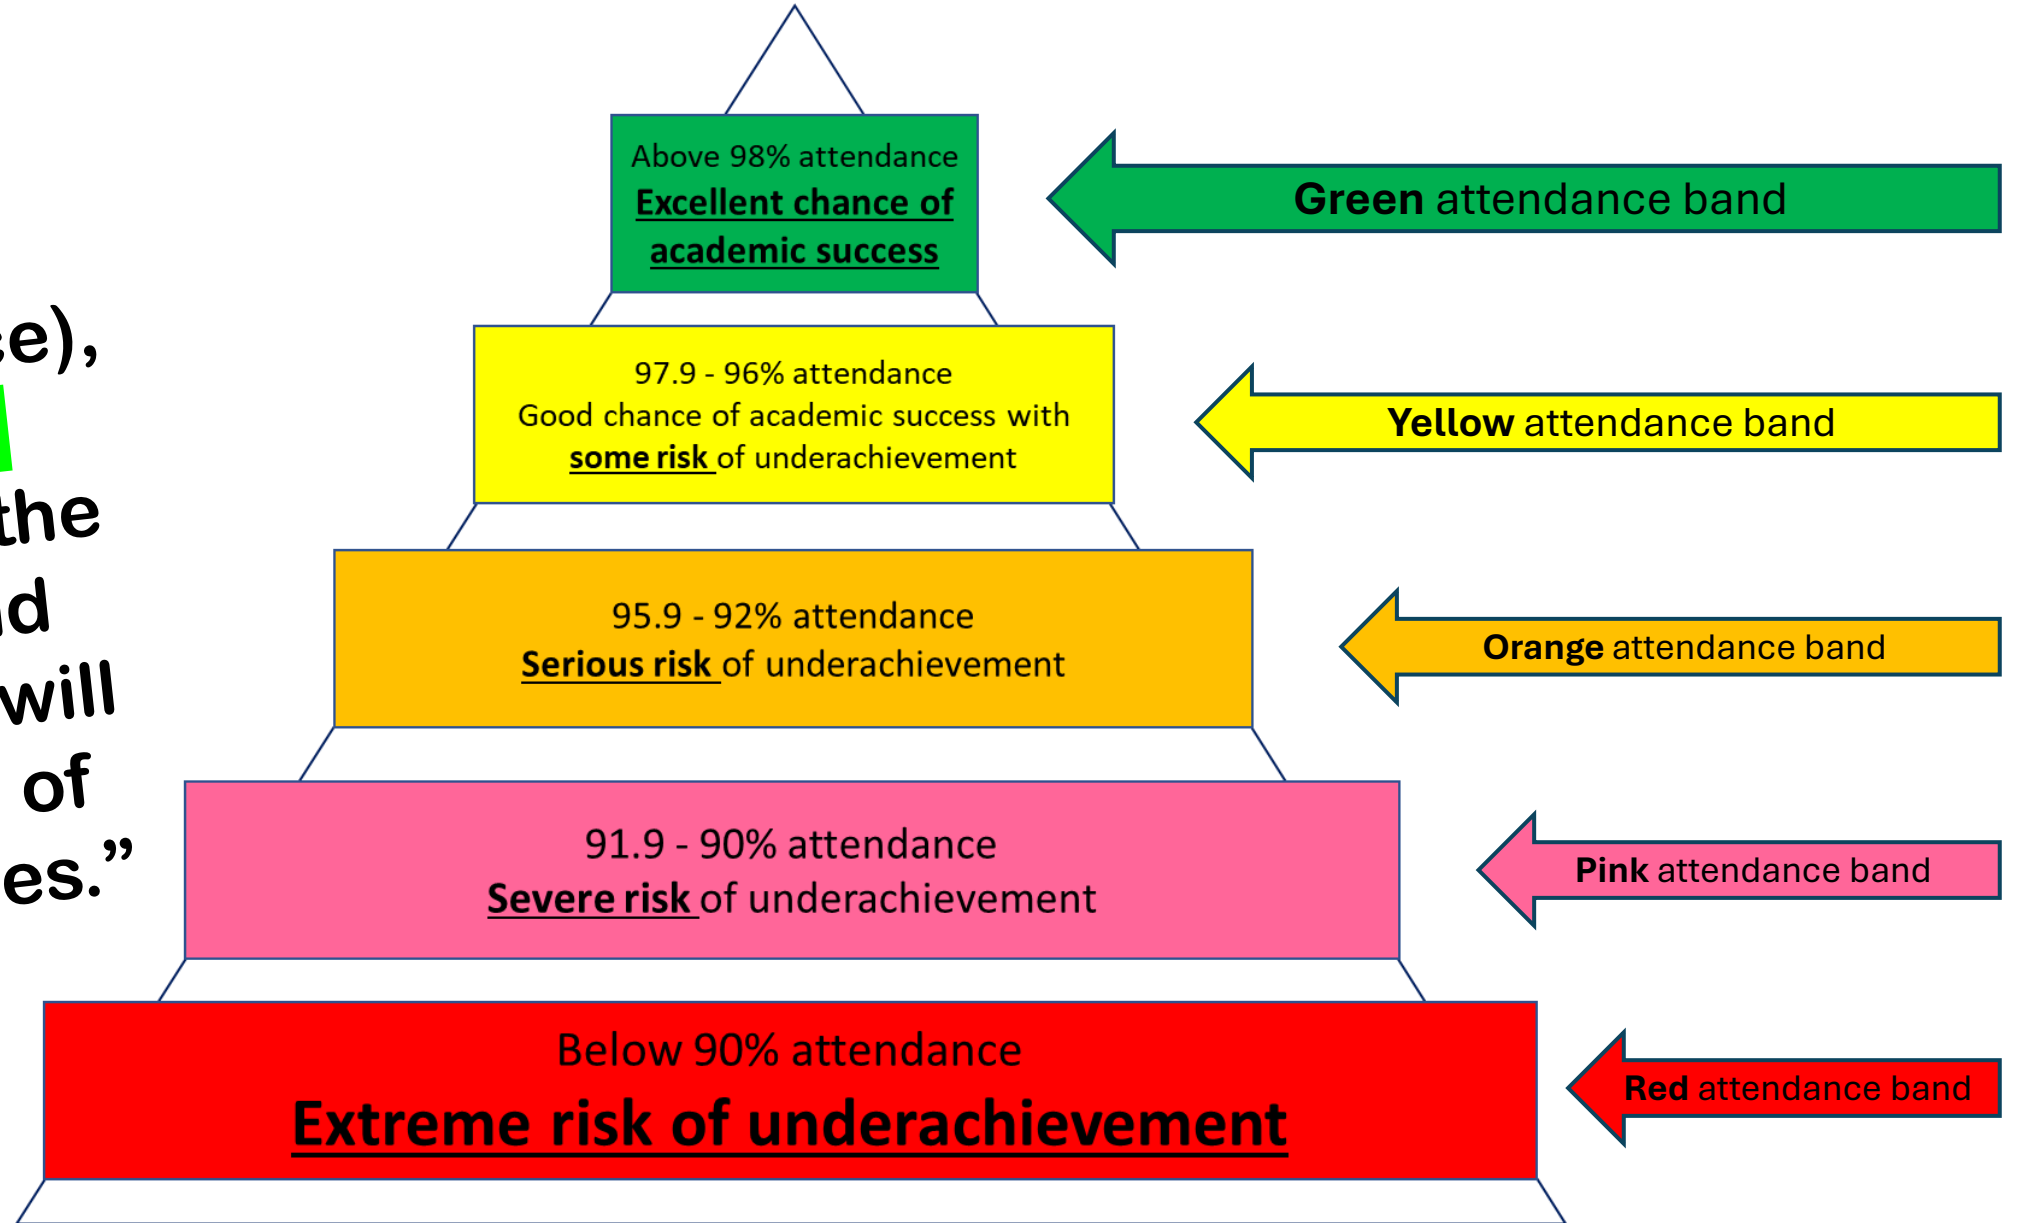 Above 98% attendance
Excellent chance of
academic success
Green attendance band
97.9 - 96% attendance
Good chance of academic success with
some risk of underachievement
Yellow attendance band
95.9 - 92% attendance
Serious risk of underachievement
Orange attendance band
91.9 - 90% attendance
Severe risk of underachievement
Pink attendance band
Below 90% attendance
Extreme risk of underachievement
Red attendance band
the
will
of